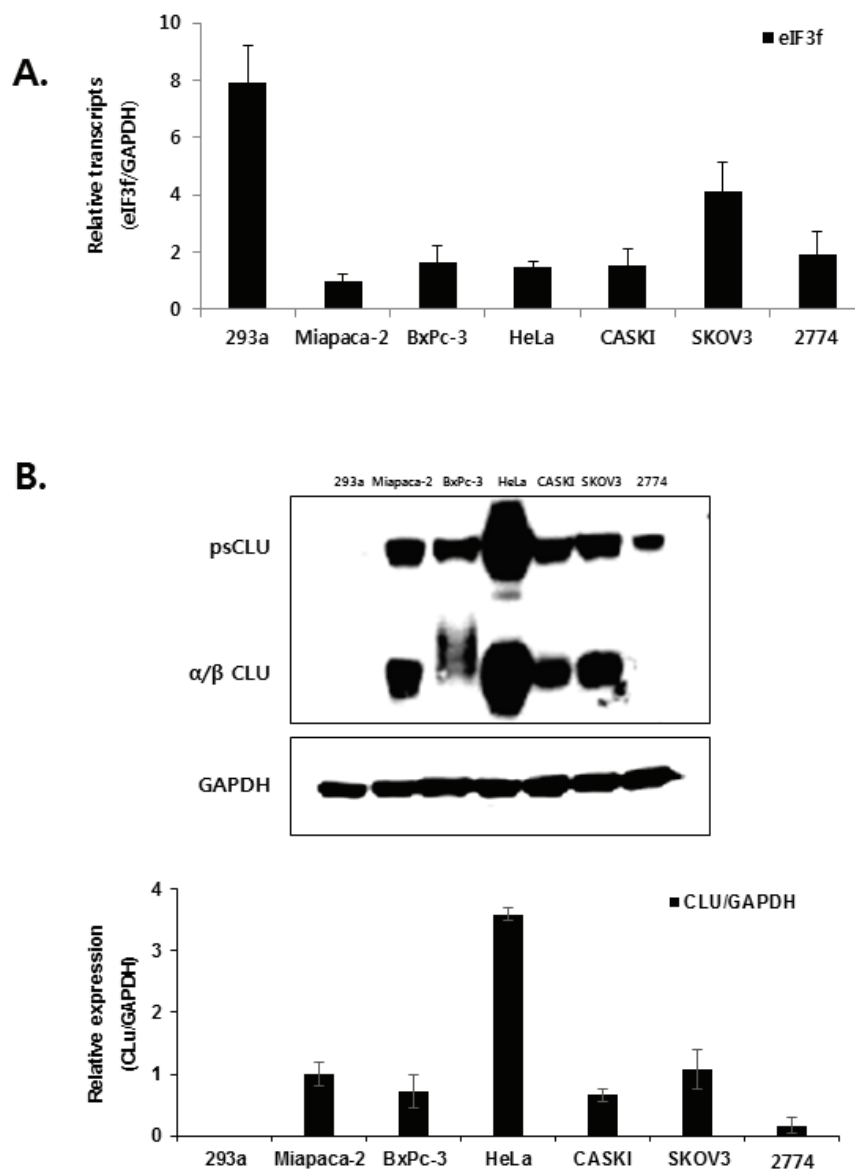 A.
Relative transcripts
(eIF3f/GAPDH)
10
8
6
4
2
0
eIF3f
293a Miapaca-2 BxPc-3 HeLa CASKI SKOV3 2774
B.
293a Miapaca-2 BxPc-3 HeLa CASKI SKOV3 2774
psCLU
α/β CLU
GAPDH
Relative expression
(CLu/GAPDH)
4
3
2
1
0
CLU/GAPDH
293a Miapaca-2 BxPc-3 HeLa CASKI SKOV3 2774